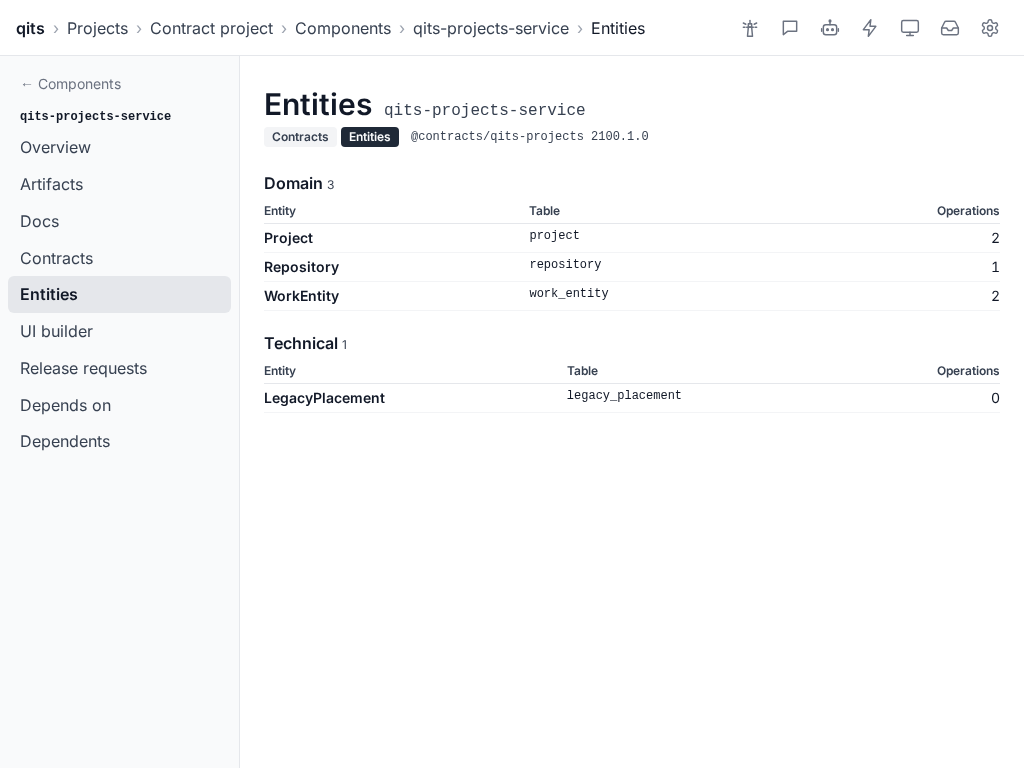 qits › Projects › Contract project › Components › qits-projects-service › Entities
← Components
qits-projects-service
Overview
Artifacts
Docs
Contracts
Entities
UI builder
Release requests
Depends on
Dependents
Entities qits-projects-service
Contracts Entities @contracts/qits-projects 2100.1.0
Domain 3
Entity Table Operations
Project project 2
Repository repository 1
WorkEntity work_entity 2
Technical 1
Entity Table Operations
LegacyPlacement legacy_placement 0